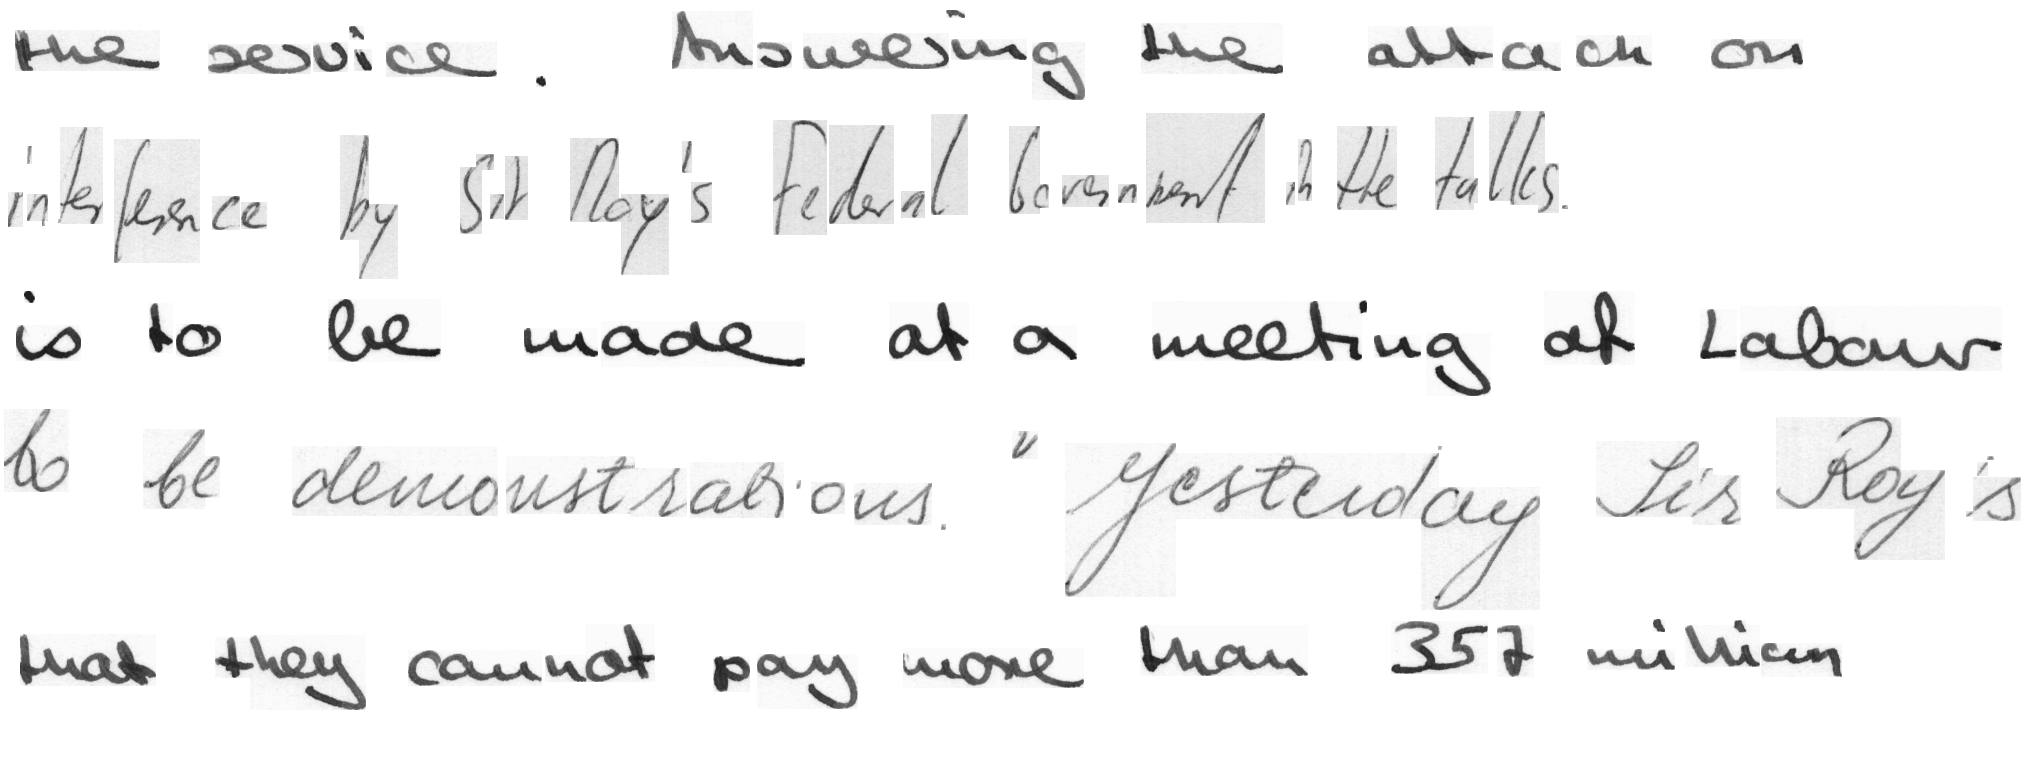 the service. Answering the attack on
interference by Sir Roy's Federal Government in the talks.
is to be made at a meeting of Labour
to be demonstrations. " Yesterday Sir Roy's
that they cannot pay more than 357 million